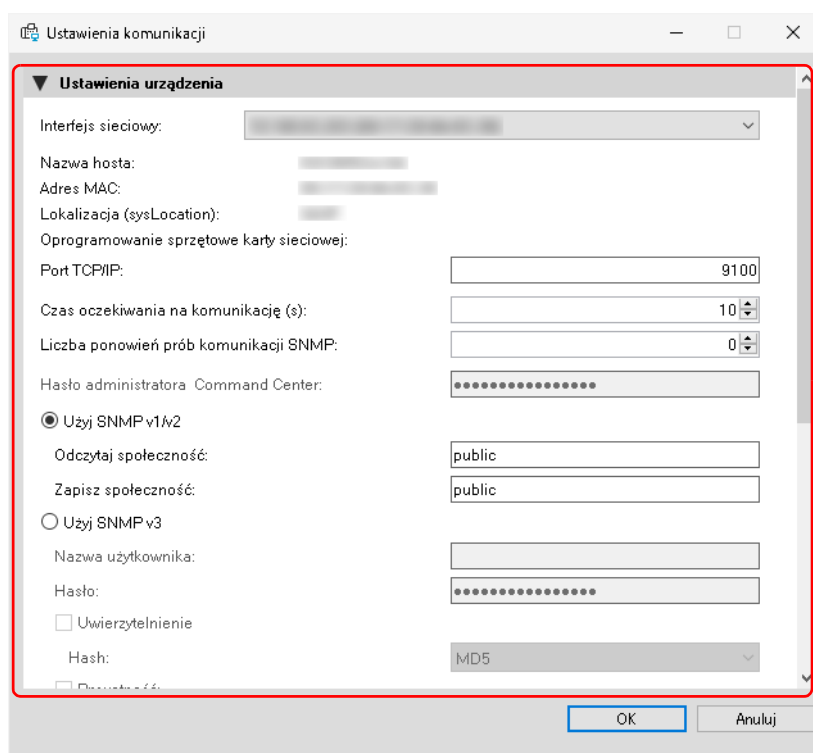 Ustawienia komunikacji
Ustawienia urządzenia
Interfejs sieciowy:
Nazwa hosta:
Adres MAC:
Lokalizacja (sysLocation):
Oprogramowanie sprzętowe karty sieciowej:
Port TCP/IP: 9100
Czas oczekiwania na komunikację (s): 10
Liczba ponowień prób komunikacji SNMP: 0
Hasło administratora Command Center: ●●●●●●●●●●●●●●●●
Użyj SNMP v1/v2
Odczytaj społeczność: public
Zapisz społeczność: public
Użyj SNMP v3
Nazwa użytkownika:
Hasło: ●●●●●●●●●●●●●●●●
Uwierzytelnienie
Hash: MD5
OK Anuluj